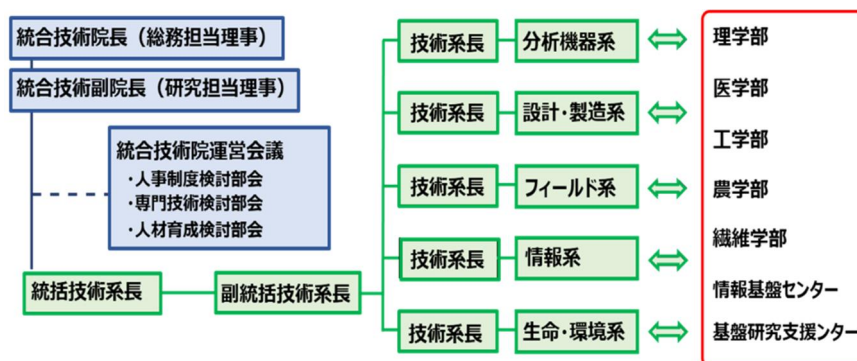 統合技術院長（総務担当理事）
統合技術副院長（研究担当理事）
統合技術院運営会議
・人事制度検討部会
・専門技術検討部会
・人材育成検討部会
統括技術系長
副統括技術系長
技術系長
分析機器系
技術系長
設計・製造系
技術系長
フィールド系
技術系長
情報系
技術系長
生命・環境系
理学部
医学部
工学部
農学部
繊維学部
情報基盤センター
基盤研究支援ンター